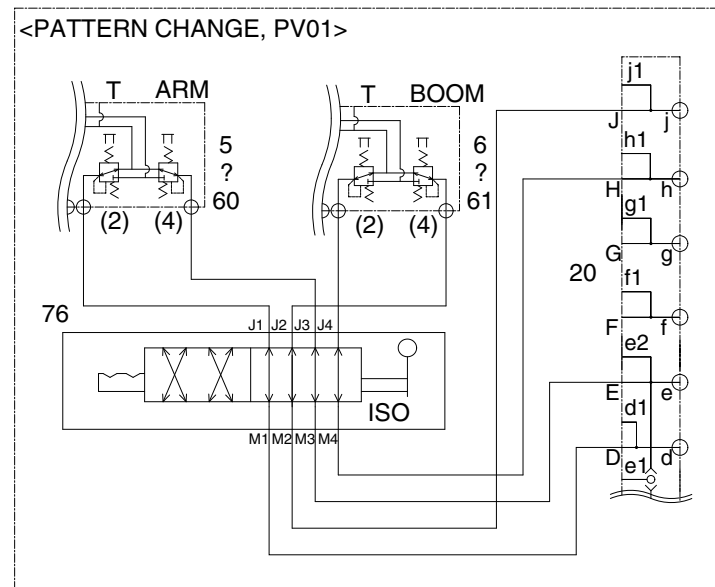 <PATTERN CHANGE, PV01>
T ARM
5
?
60
(2) (4)
T BOOM
6
?
61
(2) (4)
76
J1 J2 J3 J4
ISO
M1 M2 M3 M4
20
j1
J j
h1
H h
g1
G g
f1
F f
e2
E e
d1
D d
e1